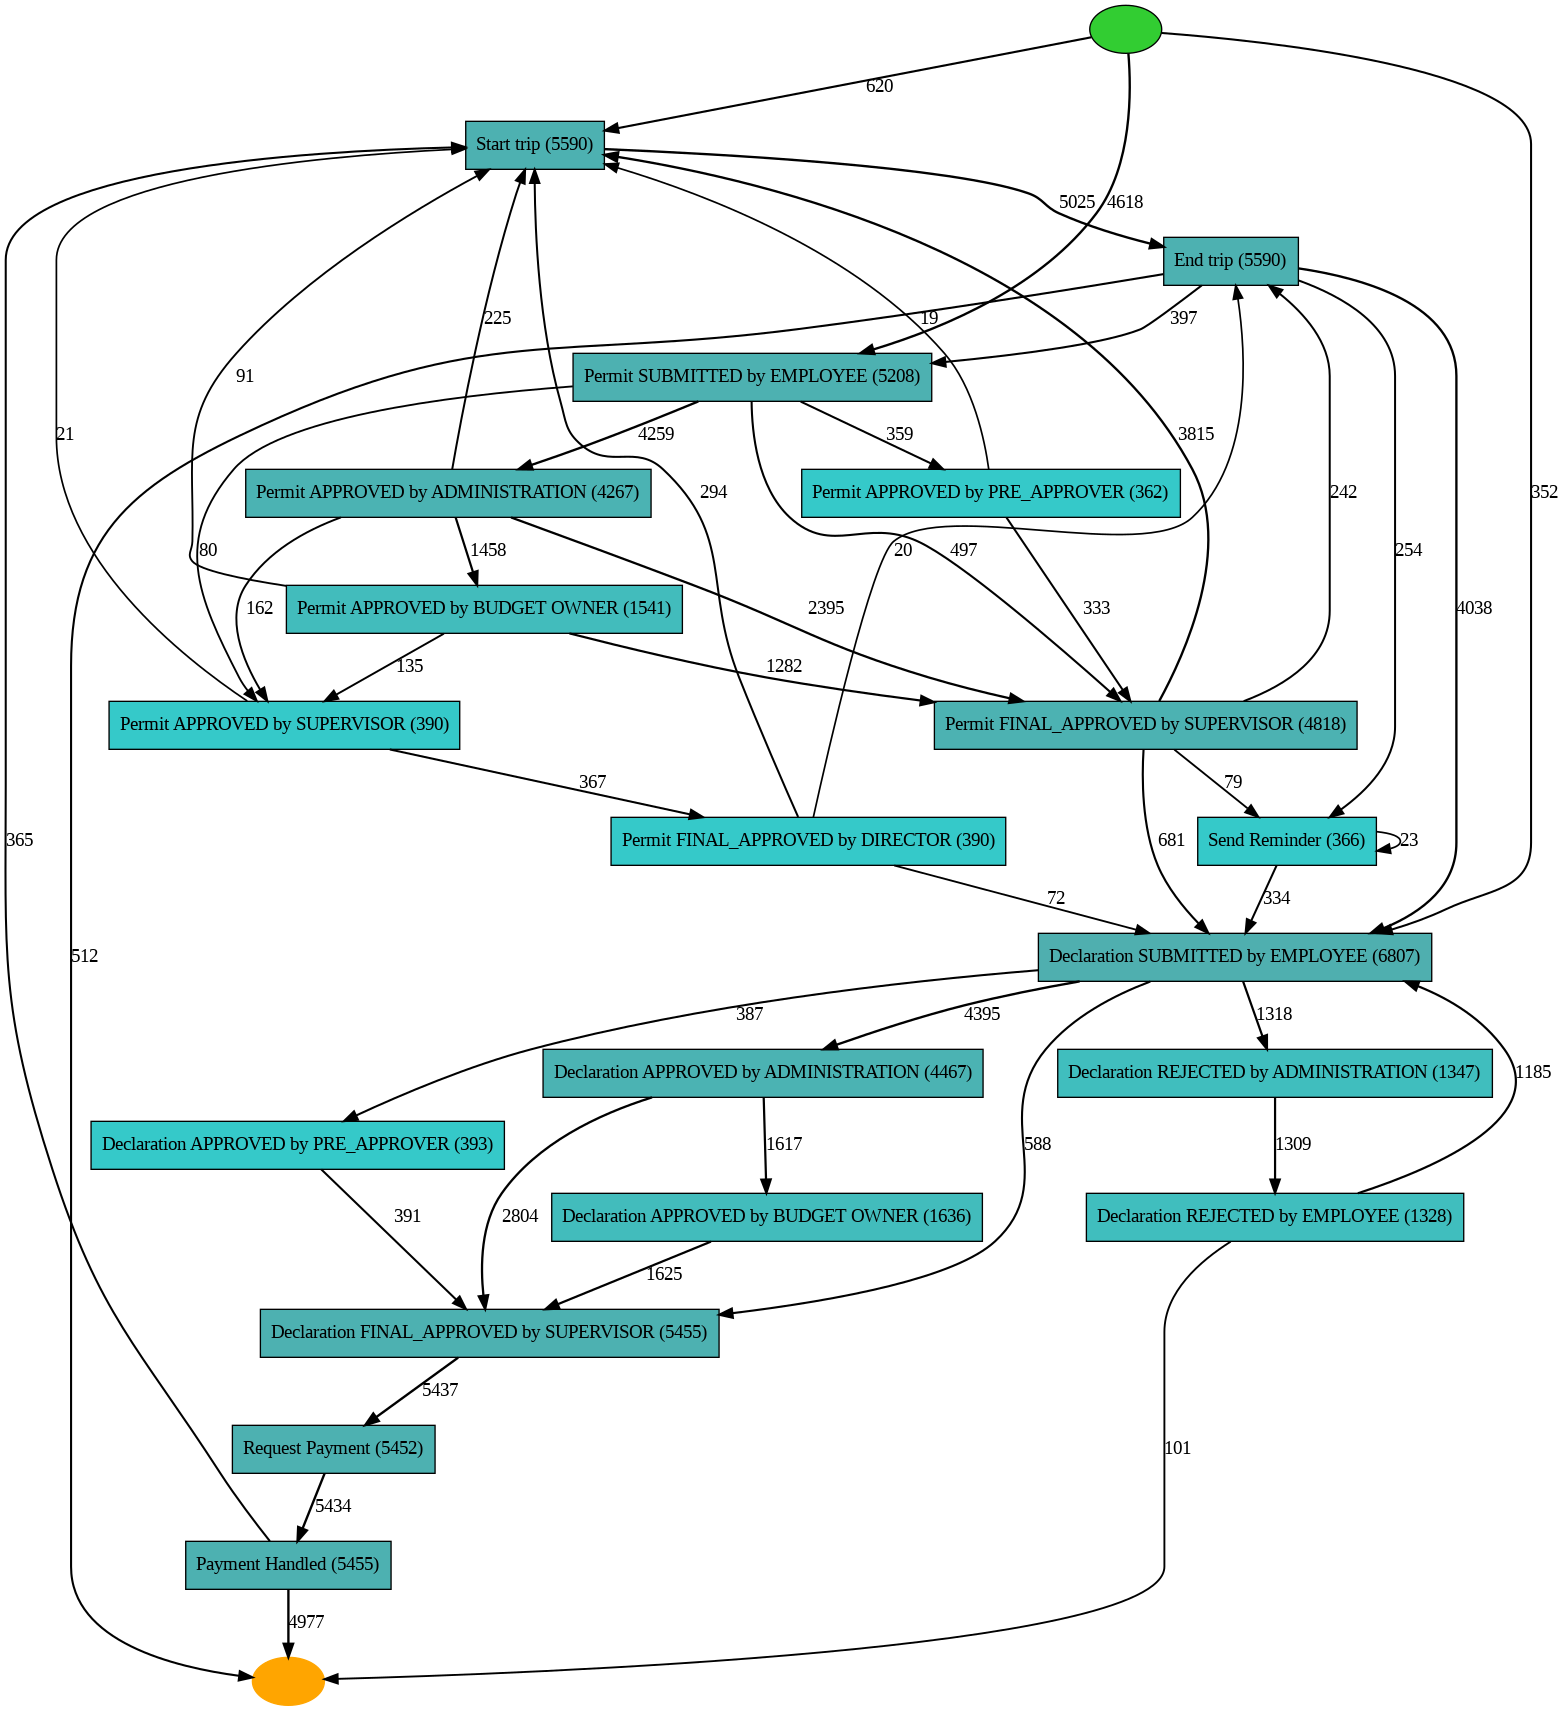 620
Start trip (5590)
5025
4618
End trip (5590)
225
19
397
91
Permit SUBMITTED by EMPLOYEE (5208)
21
4259
359
3815
Permit APPROVED by ADMINISTRATION (4267)
294
Permit APPROVED by PRE_APPROVER (362)
242
352
80
1458
20
497
254
162
Permit APPROVED by BUDGET OWNER (1541)
2395
333
4038
135
1282
Permit APPROVED by SUPERVISOR (390)
Permit FINAL_APPROVED by SUPERVISOR (4818)
367
79
365
Permit FINAL_APPROVED by DIRECTOR (390)
681
Send Reminder (366)
23
72
334
512
Declaration SUBMITTED by EMPLOYEE (6807)
387
4395
1318
Declaration APPROVED by ADMINISTRATION (4467)
Declaration REJECTED by ADMINISTRATION (1347)
1185
Declaration APPROVED by PRE_APPROVER (393)
1617
588
1309
391
2804
Declaration APPROVED by BUDGET OWNER (1636)
Declaration REJECTED by EMPLOYEE (1328)
1625
Declaration FINAL_APPROVED by SUPERVISOR (5455)
5437
Request Payment (5452)
101
5434
Payment Handled (5455)
4977